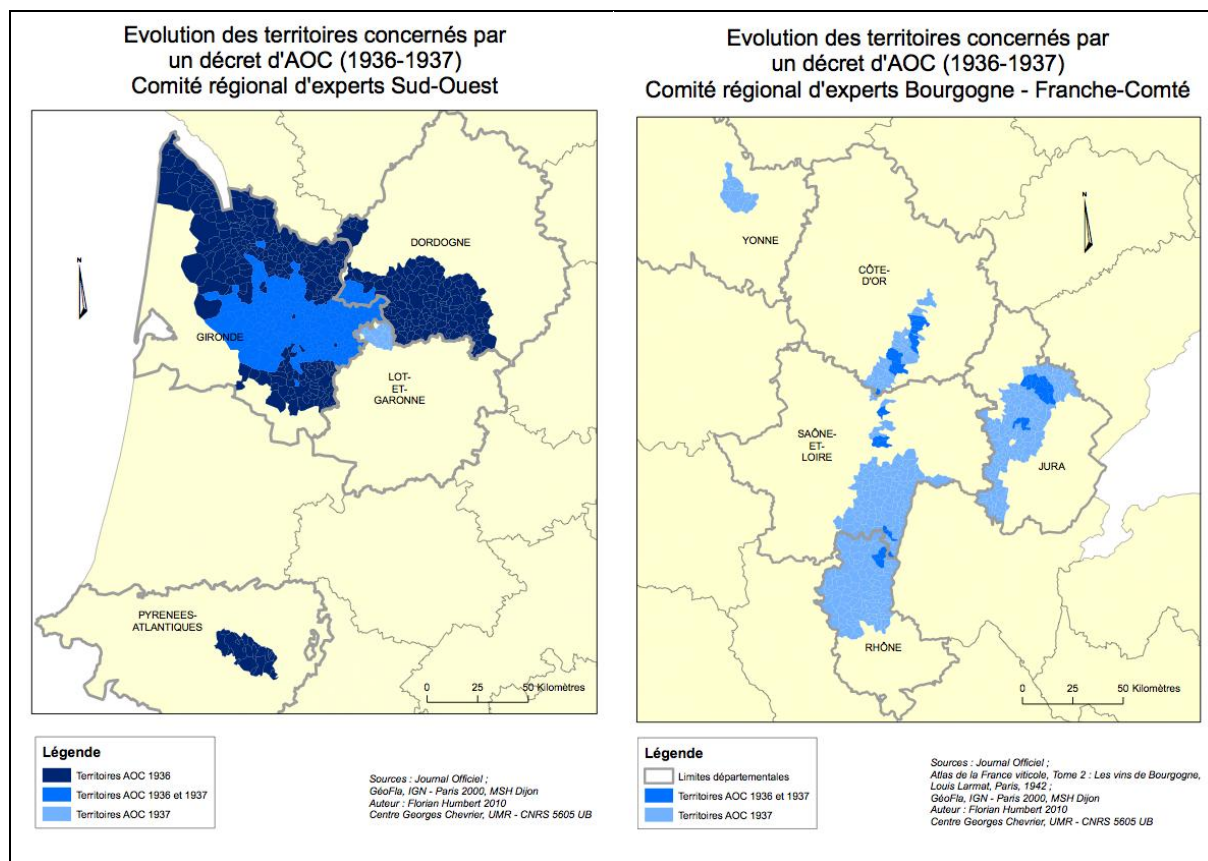 Evolution des territoires concernés par
un décret d'AOC (1936-1937)
Comité régional d'experts Sud-Ouest
DORDOGNE
GIRONDE
LOT-
ET-
GARONNE
PYRENEES-
ATLANTIQUES
0 25 50 Kilomètres
Légende
Territoires AOC 1936
Territoires AOC 1936 et 1937
Territoires AOC 1937
Sources : Journal Officiel ;
GéoFla, IGN - Paris 2000, MSH Dijon
Auteur : Florian Humbert 2010
Centre Georges Chevrier, UMR - CNRS 5605 UB
Evolution des territoires concernés par
un décret d'AOC (1936-1937)
Comité régional d'experts Bourgogne - Franche-Comté
YONNE
CÔTE-
D'OR
SAÔNE-
ET-
LOIRE
JURA
RHÔNE
0 25 50 Kilomètres
Légende
Limites départementales
Territoires AOC 1936 et 1937
Territoires AOC 1937
Sources : Journal Officiel ;
Atlas de la France viticole, Tome 2 : Les vins de Bourgogne,
Louis Larmat, Paris, 1942 ;
GéoFla, IGN - Paris 2000, MSH Dijon
Auteur : Florian Humbert 2010
Centre Georges Chevrier, UMR - CNRS 5605 UB